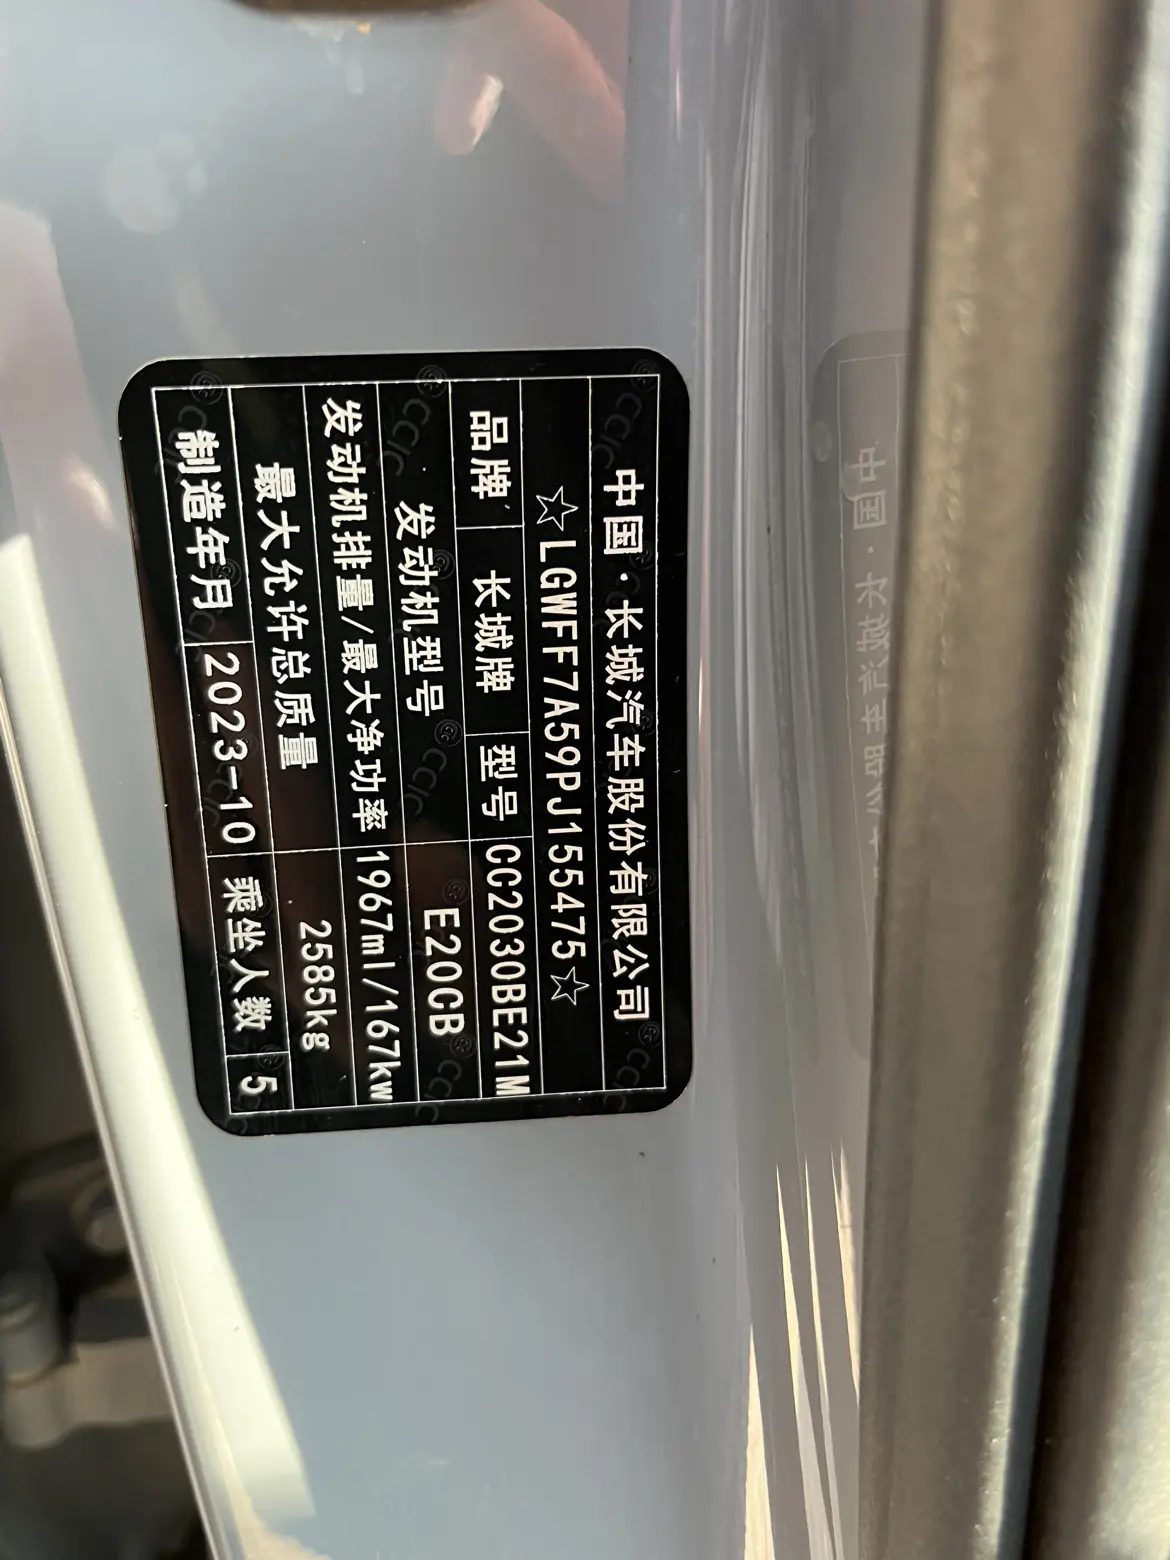 中国·长城汽车股份有限公司
☆LGWFF7A59PJ155475☆
品牌 长城牌 型号 CC2030BE21M
发动机型号 E20CB
发动机排量/最大净功率 1967ml/167kw
最大允许总质量 2585kg
制造年月 2023-10 乘坐人数 5